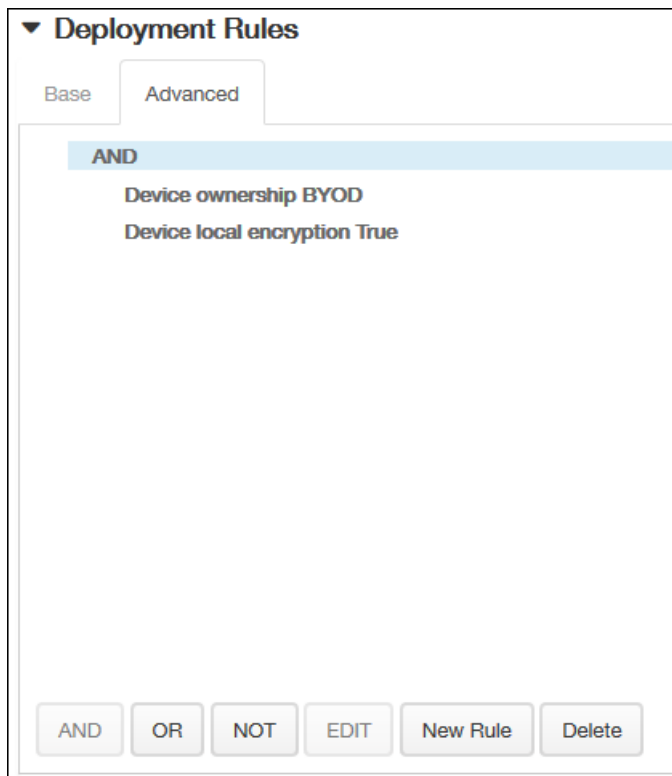 Deployment Rules
Base Advanced
AND
Device ownership BYOD
Device local encryption True
AND OR NOT EDIT New Rule Delete